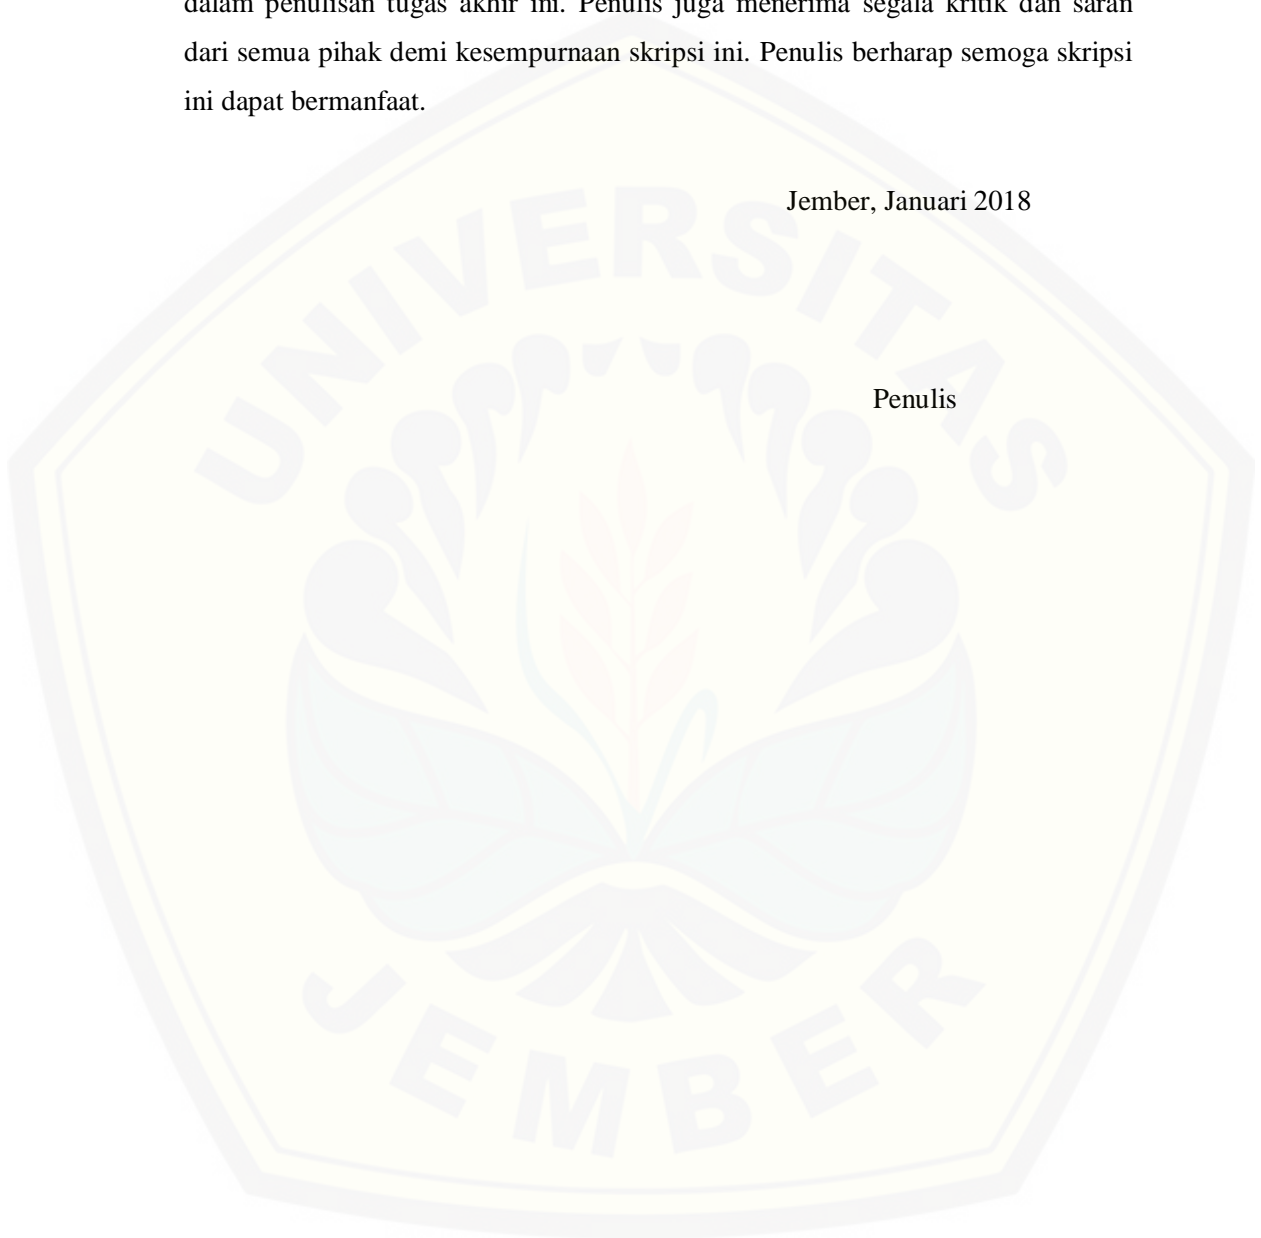 dalam penulisan tugas akhir ini. Penulis juga menerima segala kritik dan saran
dari semua pihak demi kesempurnaan skripsi ini. Penulis berharap semoga skripsi
ini dapat bermanfaat.
Jember, Januari 2018
Penulis
UNIVERSITAS
JEMBER